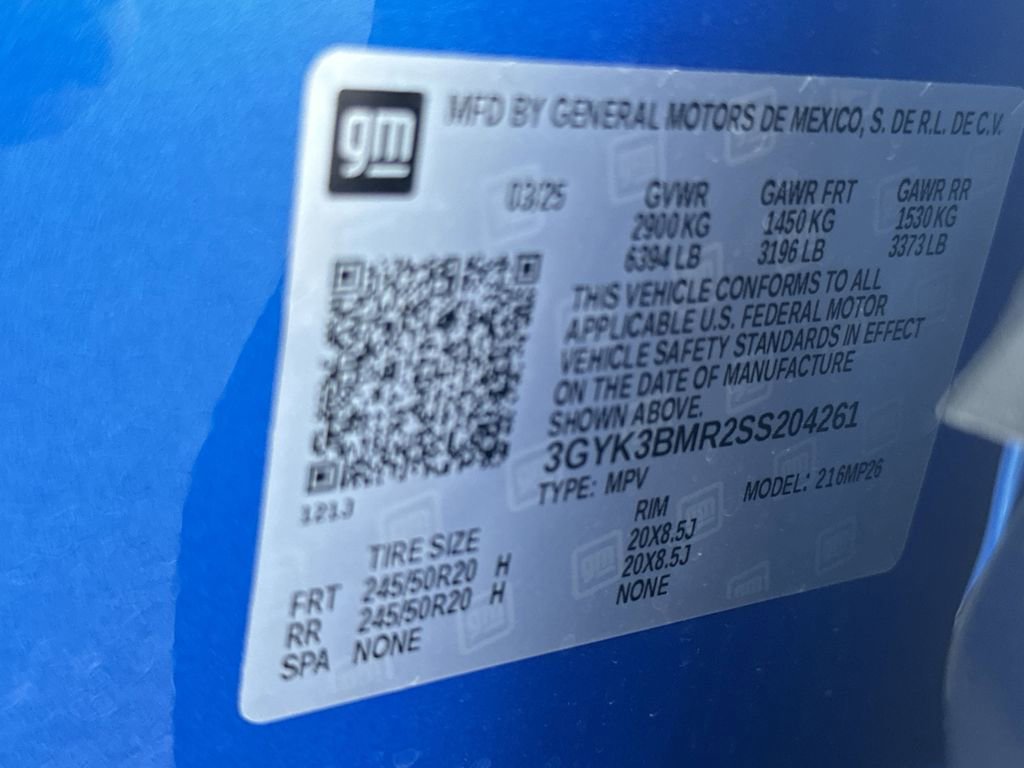 gm
MFD BY GENERAL MOTORS DE MEXICO, S. DE R.L. DE C.V.
03/25 GVWR GAWR FRT GAWR RR
2900 KG 1450 KG 1530 KG
6394 LB 3196 LB 3373 LB
THIS VEHICLE CONFORMS TO ALL
APPLICABLE U.S. FEDERAL MOTOR
VEHICLE SAFETY STANDARDS IN EFFECT
ON THE DATE OF MANUFACTURE
SHOWN ABOVE.
3GYK3BMR2SS204261
TYPE: MPV MODEL: 216MP26
1213
TIRE SIZE RIM
FRT 245/50R20 H 20X8.5J
RR 245/50R20 H 20X8.5J
SPA NONE NONE